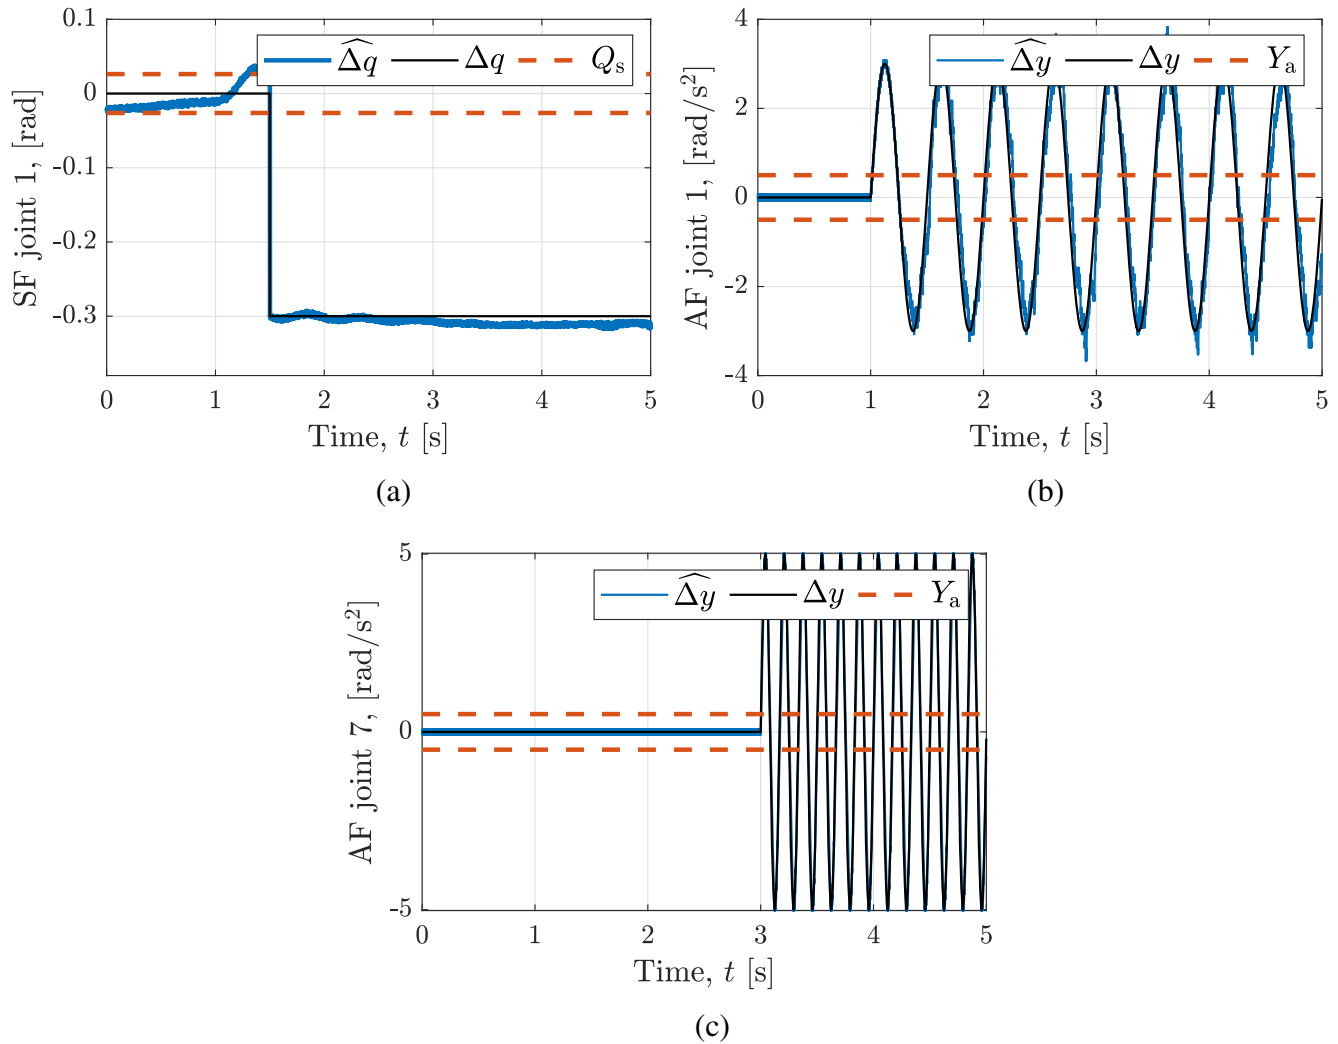 SF joint 1, [rad]
0.1
0
-0.1
-0.2
-0.3
0 1 2 3 4 5
Time, t [s]
Δ̂q Δq Qₛ
(a)
AF joint 1, [rad/s²]
4
2
0
-2
-4
0 1 2 3 4 5
Time, t [s]
Δ̂y Δy Yₐ
(b)
AF joint 7, [rad/s²]
5
0
-5
0 1 2 3 4 5
Time, t [s]
Δ̂y Δy Yₐ
(c)